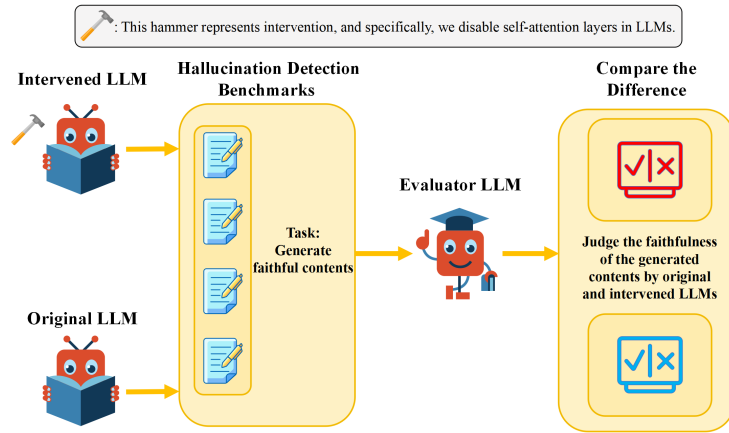 : This hammer represents intervention, and specifically, we disable self-attention layers in LLMs.
Intervened LLM
Hallucination Detection
Benchmarks
Compare the
Difference
Evaluator LLM
Task:
Generate
faithful contents
Judge the faithfulness
of the generated
contents by original
and intervened LLMs
Original LLM